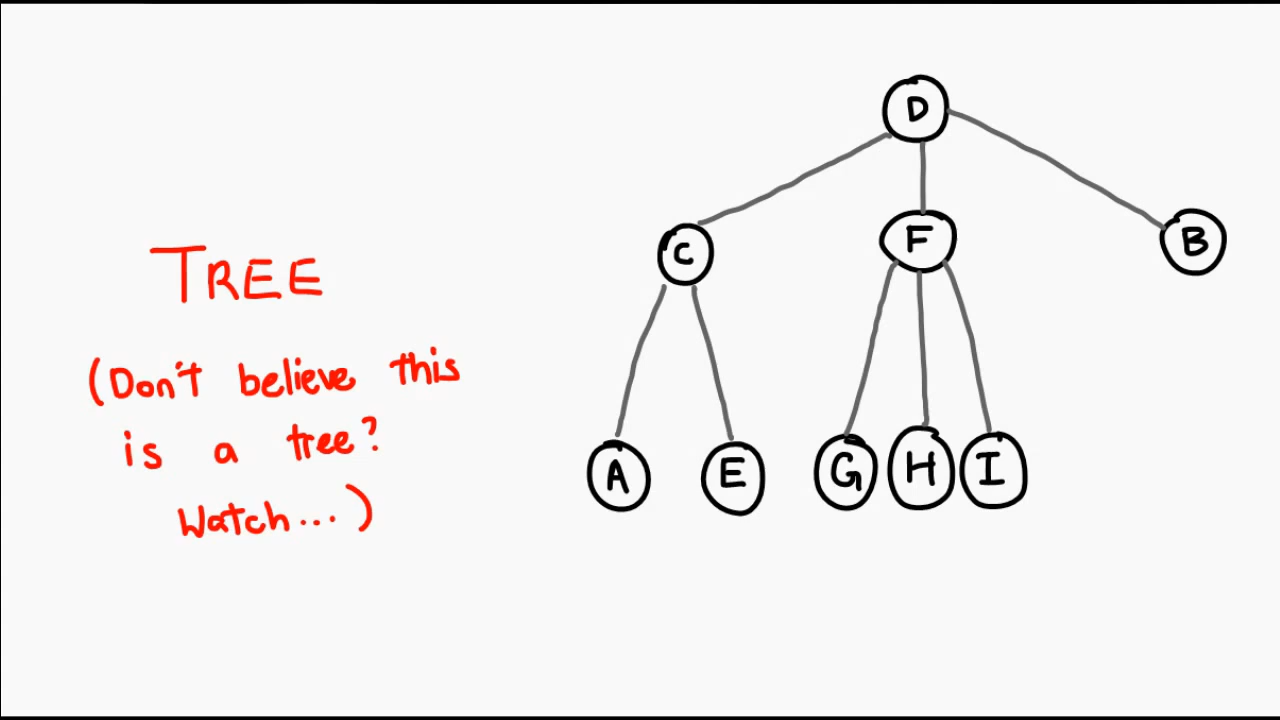 TREE
(Don't believe this
is a tree?
Watch...)
D
C F B
A E G H I